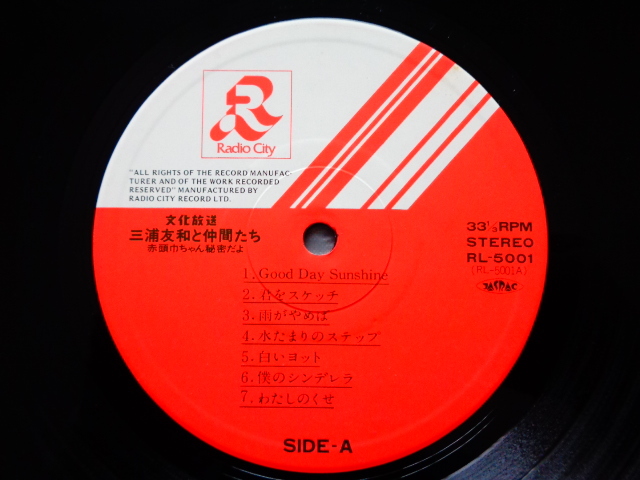 R
Radio City
"ALL RIGHTS OF THE RECORD MANUFAC-
TURER AND OF THE WORK RECORDED
RESERVED" MANUFACTURED BY
RADIO CITY RECORD LTD.
文化放送
三浦友和と仲間たち
赤頭巾ちゃん秘密だよ
33 1/3 RPM
STEREO
RL-5001
(RL-5001A)
JASRAC
1. Good Day Sunshine
2. 君をスケッチ
3. 雨がやめば
4. 水たまりのステップ
5. 白いヨット
6. 僕のシンデレラ
7. わたしのくせ
SIDE-A